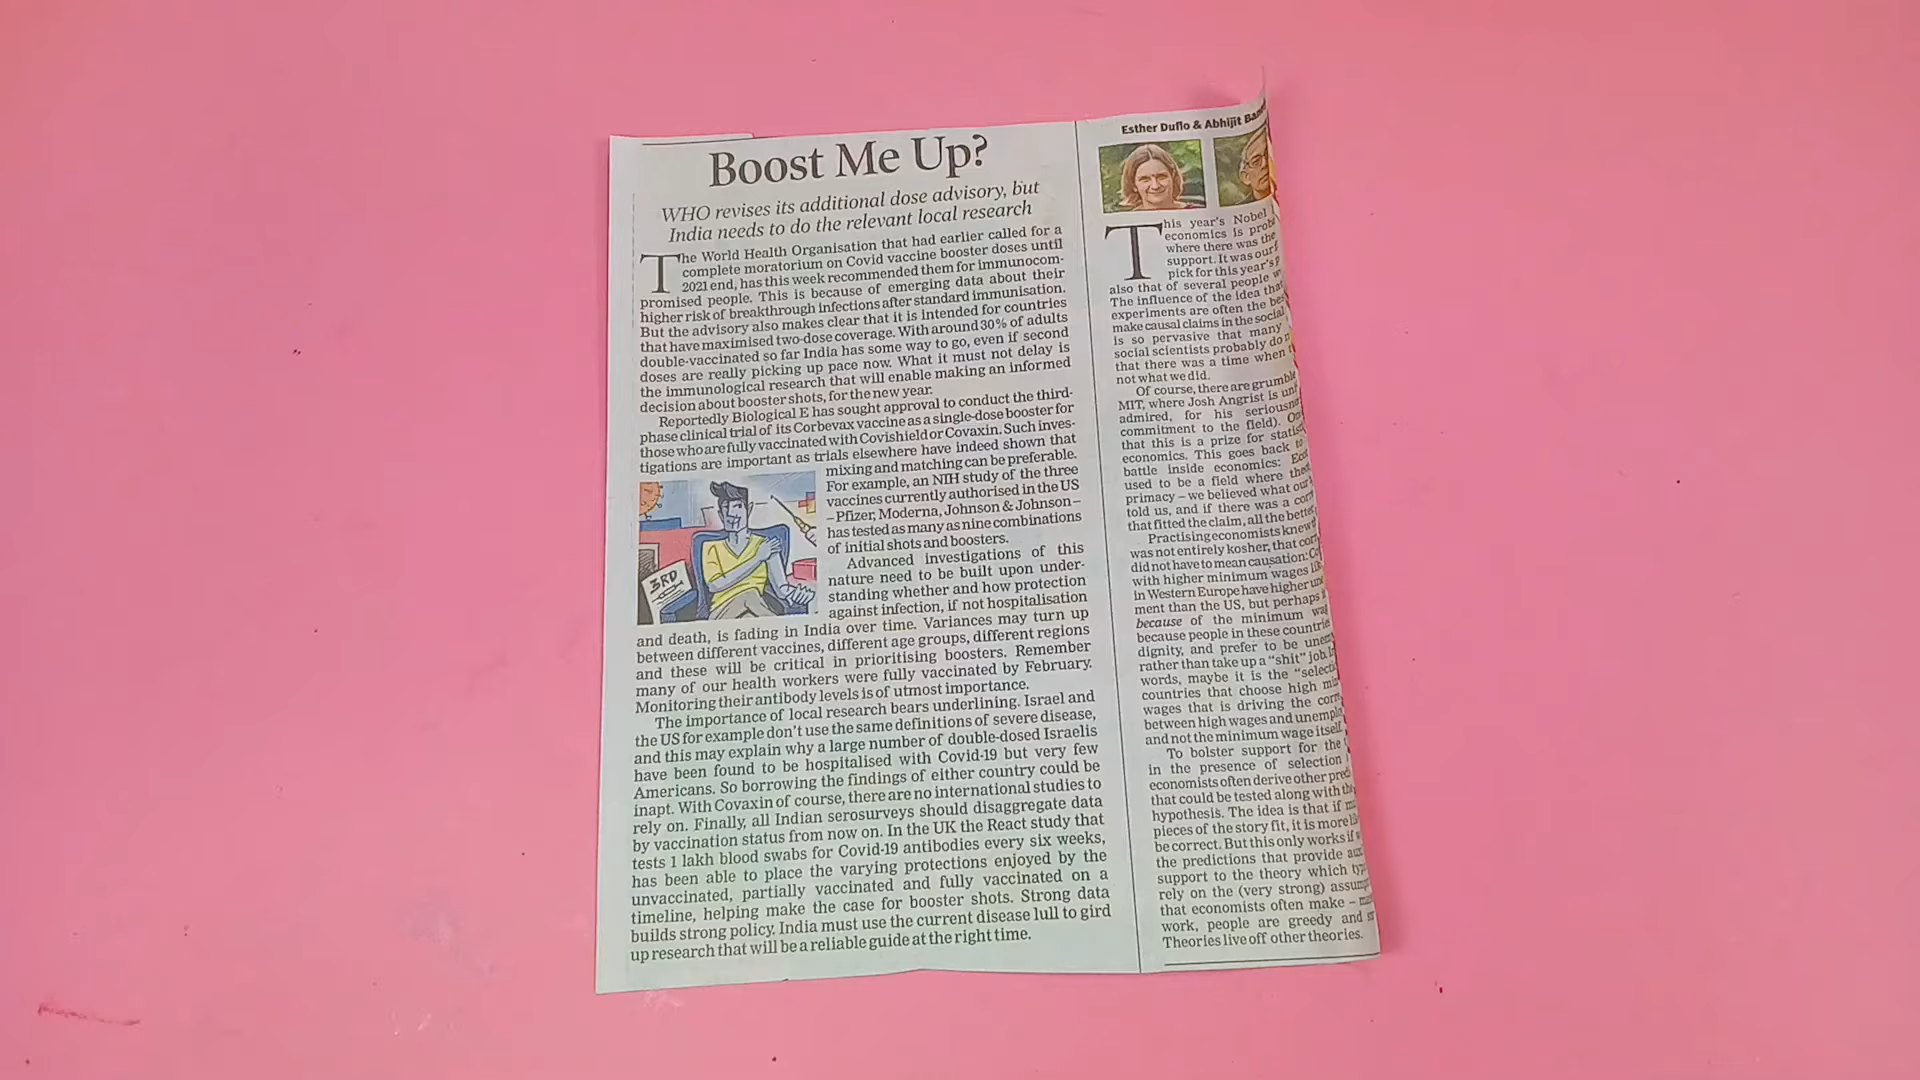 Boost Me Up?
WHO revises its additional dose advisory, but
India needs to do the relevant local research
The World Health Organisation that had earlier called for a
complete moratorium on Covid vaccine booster doses until
2021 end, has this week recommended them for immunocom-
promised people. This is because of emerging data about their
higher risk of breakthrough infections after standard immunisation.
But the advisory also makes clear that it is intended for countries
that have maximised two-dose coverage. With around 30% of adults
double-vaccinated so far India has some way to go, even if second
doses are really picking up pace now. What it must not delay is
the immunological research that will enable making an informed
decision about booster shots, for the new year.
Reportedly Biological E has sought approval to conduct the third-
phase clinical trial of its Corbevax vaccine as a single-dose booster for
those who are fully vaccinated with Covishield or Covaxin. Such inves-
tigations are important as trials elsewhere have indeed shown that
mixing and matching can be preferable.
For example, an NIH study of the three
vaccines currently authorised in the US
– Pfizer, Moderna, Johnson & Johnson –
has tested as many as nine combinations
of initial shots and boosters.
Advanced investigations of this
nature need to be built upon under-
standing whether and how protection
against infection, if not hospitalisation
and death, is fading in India over time. Variances may turn up
between different vaccines, different age groups, different regions
and these will be critical in prioritising boosters. Remember
many of our health workers were fully vaccinated by February.
Monitoring their antibody levels is of utmost importance.
The importance of local research bears underlining. Israel and
the US for example don't use the same definitions of severe disease,
and this may explain why a large number of double-dosed Israelis
have been found to be hospitalised with Covid-19 but very few
Americans. So borrowing the findings of either country could be
inapt. With Covaxin of course, there are no international studies to
rely on. Finally, all Indian serosurveys should disaggregate data
by vaccination status from now on. In the UK the React study that
tests 1 lakh blood swabs for Covid-19 antibodies every six weeks,
has been able to place the varying protections enjoyed by the
unvaccinated, partially vaccinated and fully vaccinated on a
timeline, helping make the case for booster shots. Strong data
builds strong policy. India must use the current disease lull to gird
up research that will be a reliable guide at the right time.
3RD
Esther Duflo & Abhijit
This year's Nobel
economics is
where there was the
support. It was our
pick for this year's
also that of several people
The influence of the idea that
experiments are often the
make causal claims in the social
is so pervasive that many
social scientists probably
that there was a time when
not what we did.
Of course, there are
MIT, where Josh Angrist is
admired, for his
commitment to the field).
that this is a prize for
economics. This goes back to
battle inside economics:
used to be a field where
primacy – we believed what our
told us, and if there was a
that fitted the claim, all the
Practising economists knew
was not entirely kosher, that
did not have to mean causation:
with higher minimum wages
in Western Europe have higher
ment than the US, but perhaps
because of the minimum
because people in these
dignity, and prefer to be
rather than take up a “shit” job.
words, maybe it is the
countries that choose high
wages that is driving the
between high wages and
and not the minimum wage itself.
To bolster support for the
in the presence of selection
economists often derive other
that could be tested along with
hypothesis. The idea is that if
pieces of the story fit, it is more
be correct. But this only works if
the predictions that provide
support to the theory which
rely on the (very strong)
that economists often make –
work, people are greedy and
Theories live off other theories.